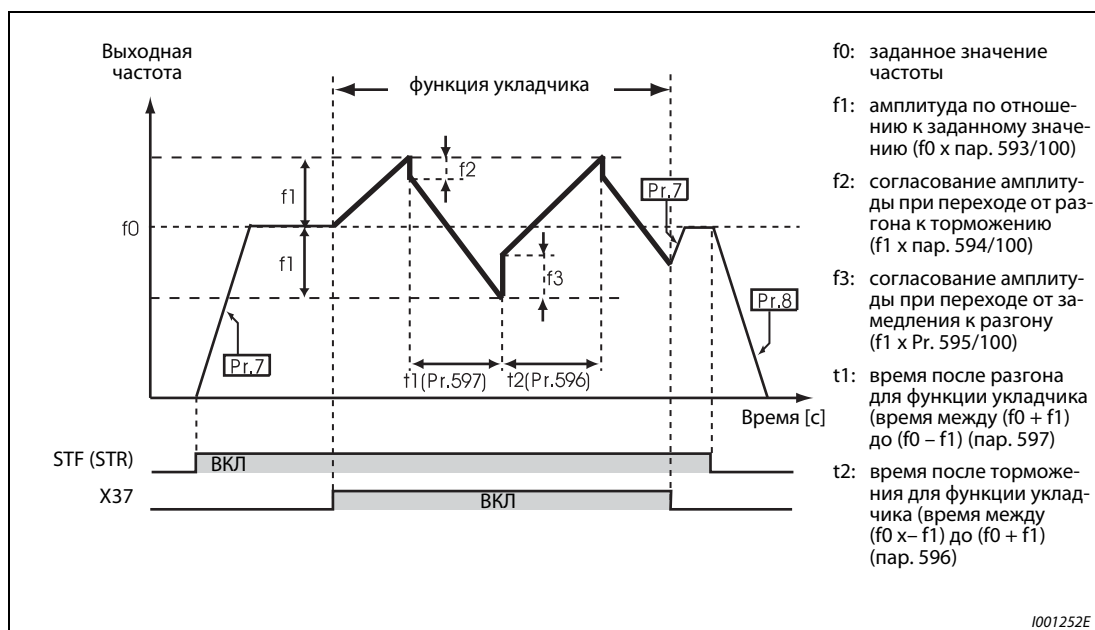 Выходная
частота
функция укладчика
f1
f2
Pr.7
f0
f1
f3
Pr.8
Pr.7
t1(Pr.597)
t2(Pr.596)
Время [с]
STF (STR)
ВКЛ
X37
ВКЛ
f0: заданное значение
частоты
f1: амплитуда по отноше-
нию к заданному значе-
нию (f0 x пар. 593/100)
f2: согласование амплиту-
ды при переходе от раз-
гона к торможению
(f1 x пар. 594/100)
f3: согласование амплиту-
ды при переходе от за-
медления к разгону
(f1 x Pr. 595/100)
t1: время после разгона
для функции укладчика
(время между (f0 + f1)
до (f0 – f1) (пар. 597)
t2: время после торможе-
ния для функции уклад-
чика (время между
(f0 x– f1) до (f0 + f1)
(пар. 596)
I001252E